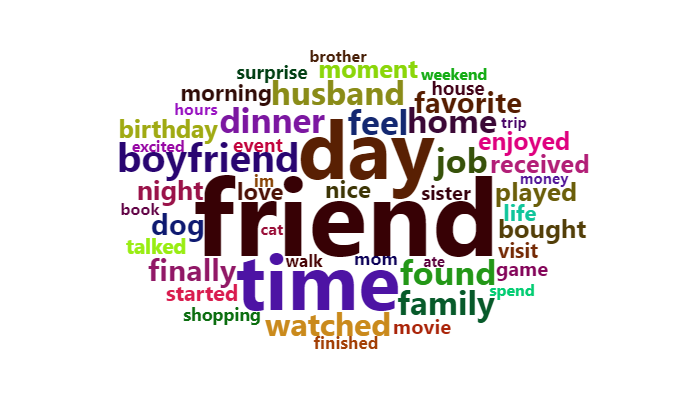 brother
surprise moment weekend
morning husband house
hours favorite
birthday dinner feel home trip
excited event enjoyed
boyfriend day job received
im money
night love nice sister played
book life
dog friend bought
cat
talked visit
walk mom ate
finally time found game
started spend
family
shopping watched movie
finished